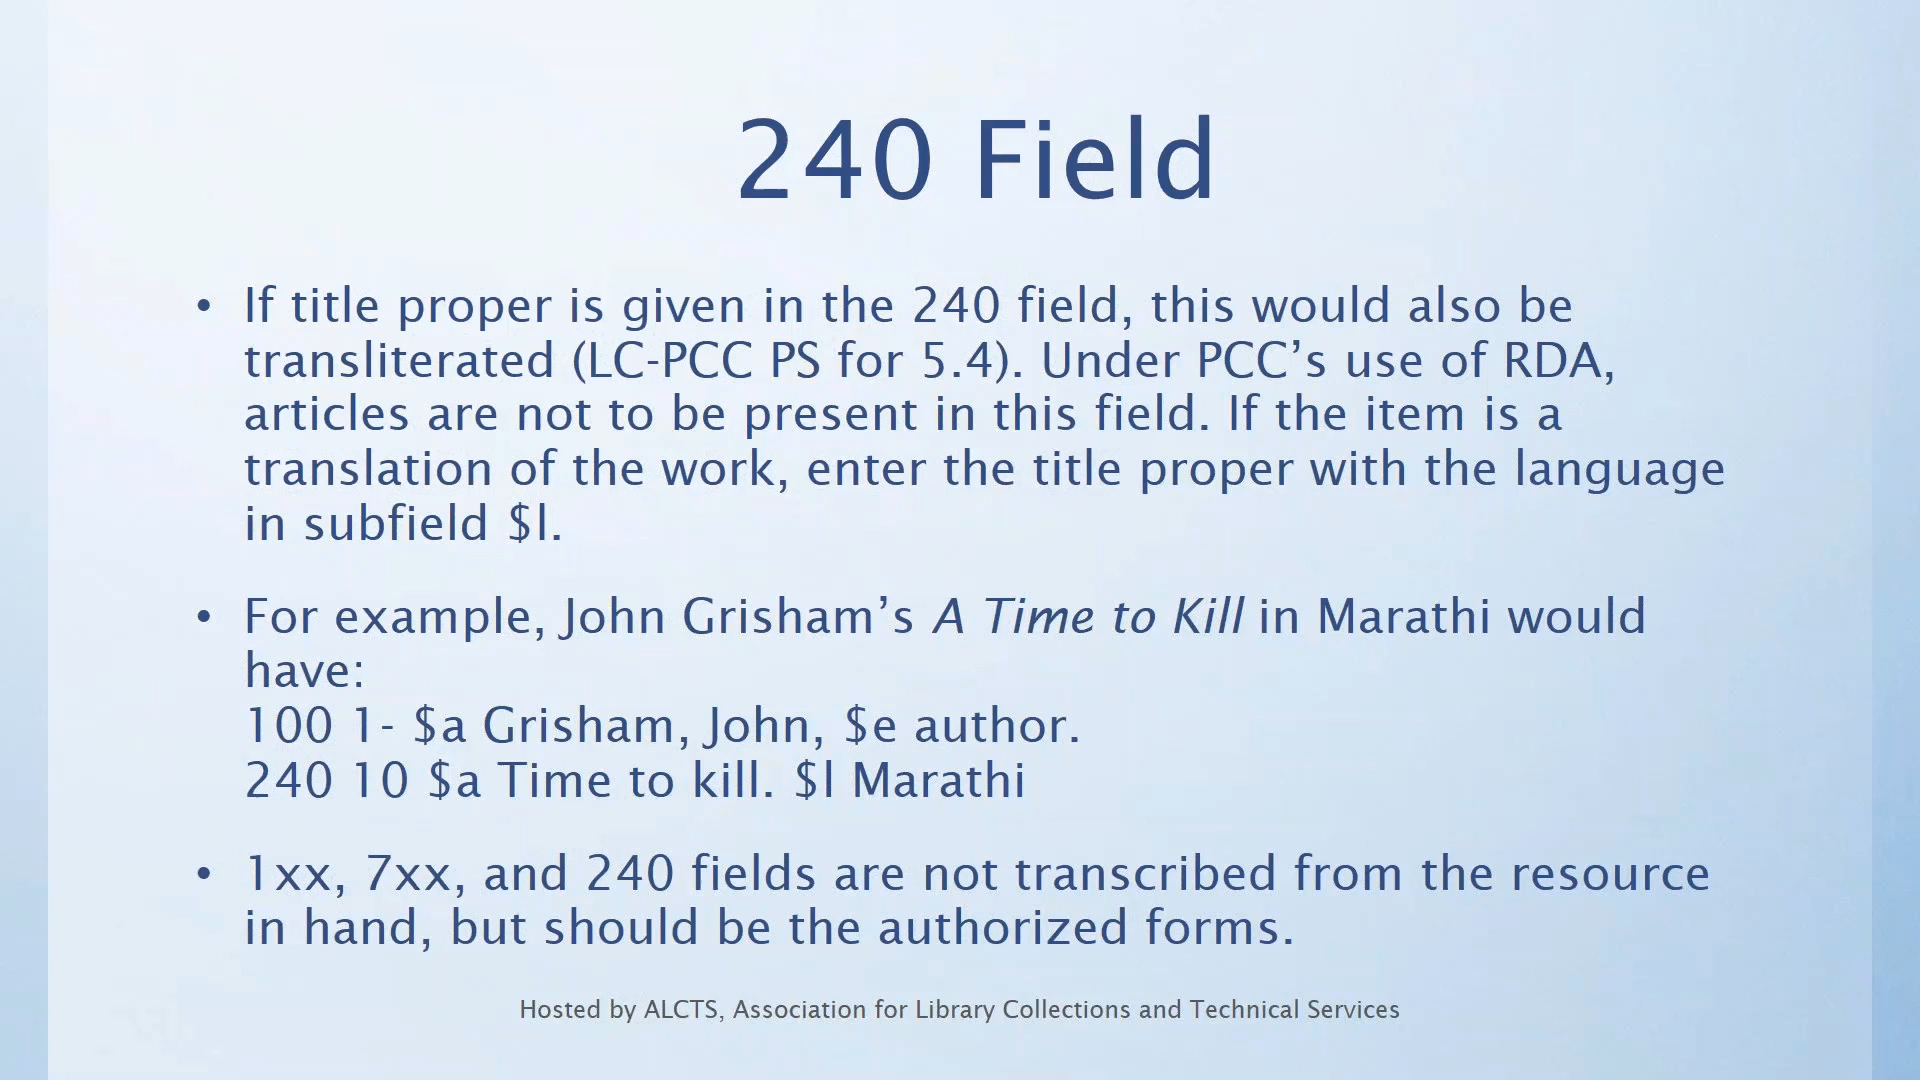 240 Field
• If title proper is given in the 240 field, this would also be
transliterated (LC-PCC PS for 5.4). Under PCC’s use of RDA,
articles are not to be present in this field. If the item is a
translation of the work, enter the title proper with the language
in subfield $l.
• For example, John Grisham’s A Time to Kill in Marathi would
have:
100 1- $a Grisham, John, $e author.
240 10 $a Time to kill. $l Marathi
• 1xx, 7xx, and 240 fields are not transcribed from the resource
in hand, but should be the authorized forms.
Hosted by ALCTS, Association for Library Collections and Technical Services